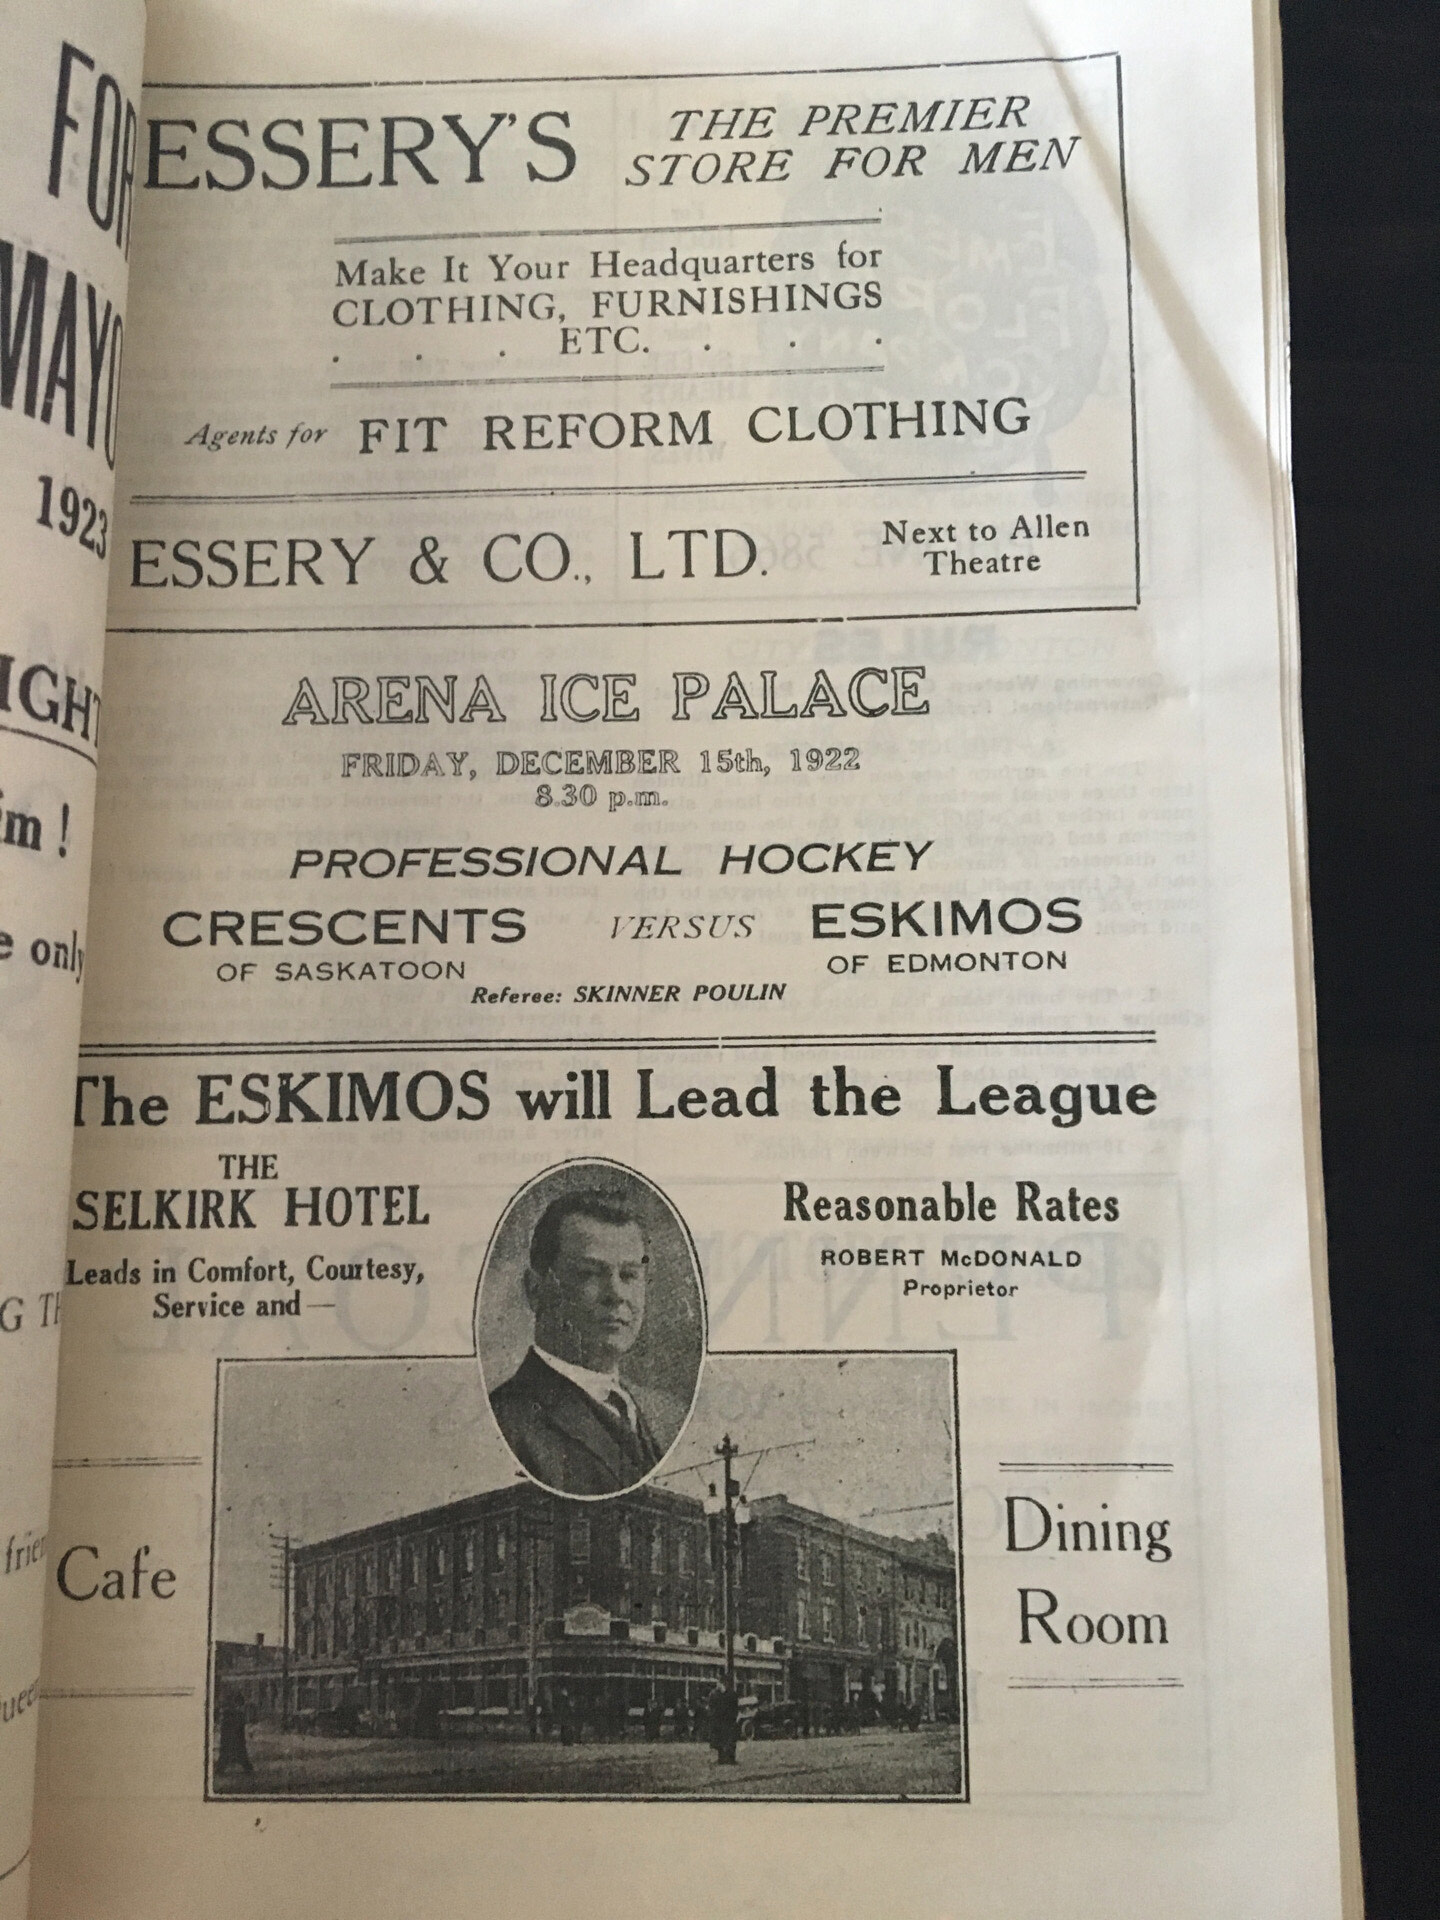 FOR
MAYO
1923
IGHT
im!
e only
G TH
frien
ESSERY'S
THE PREMIER
STORE FOR MEN
Make It Your Headquarters for
CLOTHING, FURNISHINGS
. . . ETC. . . .
Agents for FIT REFORM CLOTHING
ESSERY & CO., LTD.
Next to Allen
Theatre
ARENA ICE PALACE
FRIDAY, DECEMBER 15th, 1922
8.30 p.m.
PROFESSIONAL HOCKEY
CRESCENTS VERSUS ESKIMOS
OF SASKATOON OF EDMONTON
Referee: SKINNER POULIN
The ESKIMOS will Lead the League
THE
SELKIRK HOTEL
Leads in Comfort, Courtesy,
Service and —
Reasonable Rates
ROBERT McDONALD
Proprietor
Cafe
Dining
Room